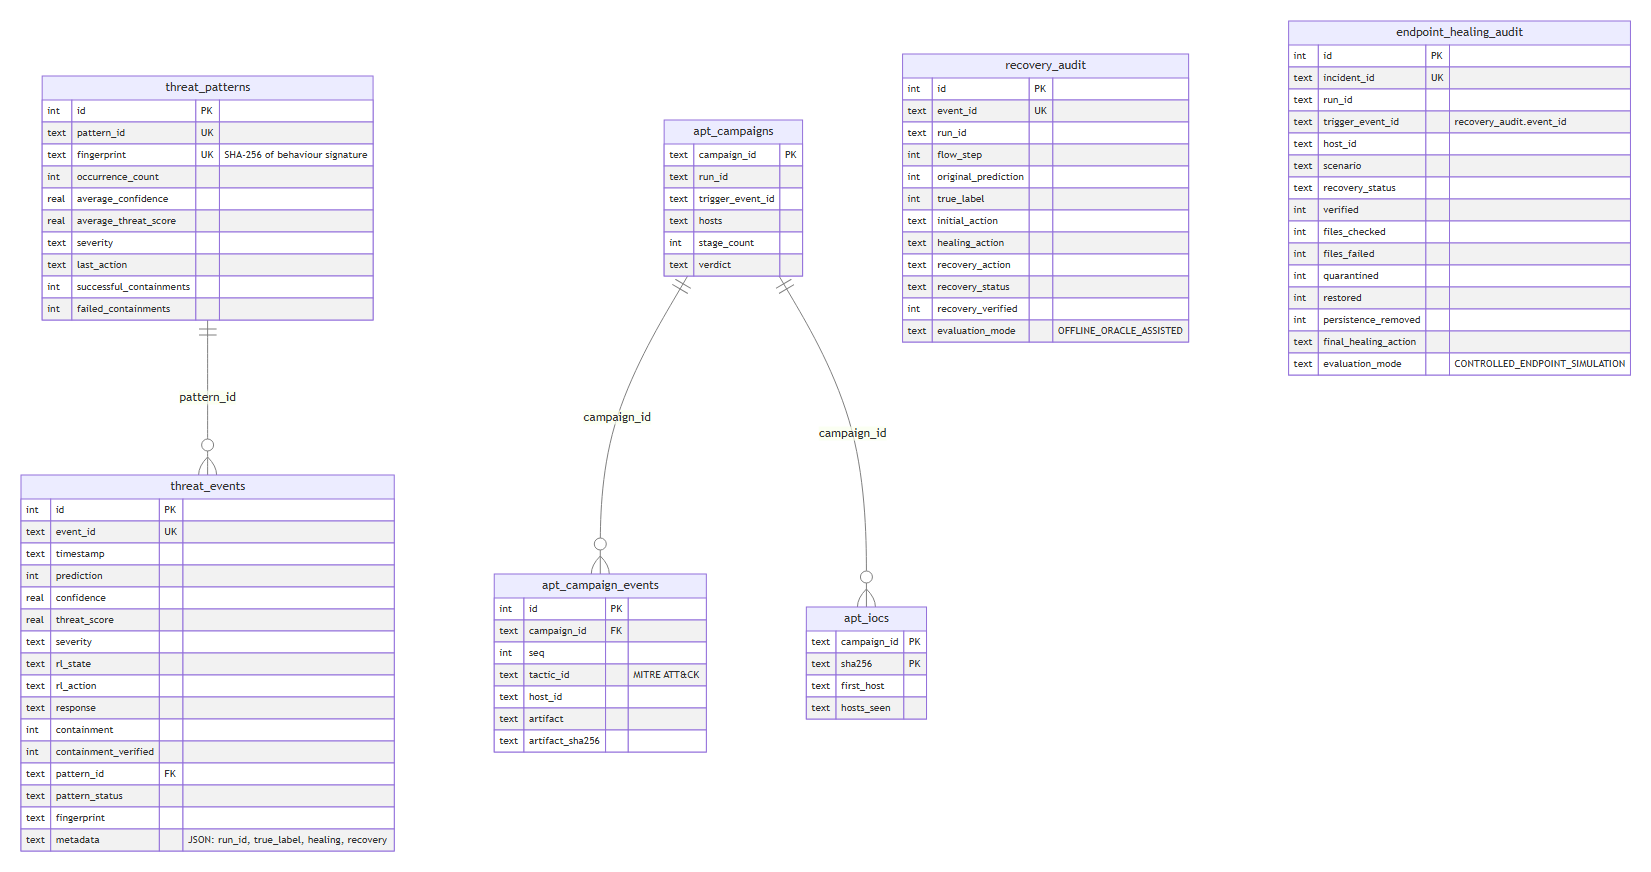 threat_patterns
int id PK
text pattern_id UK
text fingerprint UK SHA-256 of behaviour signature
int occurrence_count
real average_confidence
real average_threat_score
text severity
text last_action
int successful_containments
int failed_containments
pattern_id
threat_events
int id PK
text event_id UK
text timestamp
int prediction
real confidence
real threat_score
text severity
text rl_state
text rl_action
text response
int containment
int containment_verified
text pattern_id FK
text pattern_status
text fingerprint
text metadata JSON: run_id, true_label, healing, recovery
apt_campaigns
text campaign_id PK
text run_id
text trigger_event_id
text hosts
int stage_count
text verdict
campaign_id
campaign_id
apt_campaign_events
int id PK
text campaign_id FK
int seq
text tactic_id MITRE ATT&CK
text host_id
text artifact
text artifact_sha256
apt_iocs
text campaign_id PK
text sha256 PK
text first_host
text hosts_seen
recovery_audit
int id PK
text event_id UK
text run_id
int flow_step
int original_prediction
int true_label
text initial_action
text healing_action
text recovery_action
text recovery_status
int recovery_verified
text evaluation_mode OFFLINE_ORACLE_ASSISTED
endpoint_healing_audit
int id PK
text incident_id UK
text run_id
text trigger_event_id recovery_audit.event_id
text host_id
text scenario
text recovery_status
int verified
int files_checked
int files_failed
int quarantined
int restored
int persistence_removed
text final_healing_action
text evaluation_mode CONTROLLED_ENDPOINT_SIMULATION